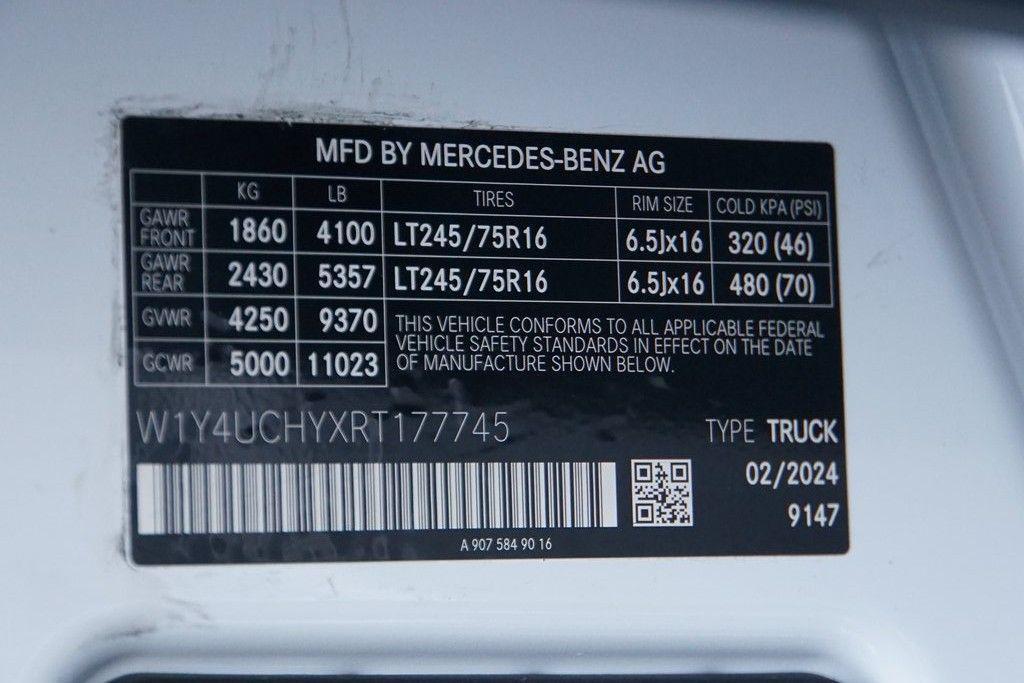 MFD BY MERCEDES-BENZ AG
KG LB TIRES RIM SIZE COLD KPA (PSI)
GAWR FRONT 1860 4100 LT245/75R16 6.5Jx16 320 (46)
GAWR REAR 2430 5357 LT245/75R16 6.5Jx16 480 (70)
GVWR 4250 9370
GCWR 5000 11023
THIS VEHICLE CONFORMS TO ALL APPLICABLE FEDERAL
VEHICLE SAFETY STANDARDS IN EFFECT ON THE DATE
OF MANUFACTURE SHOWN BELOW.
W1Y4UCHYXRT177745
TYPE TRUCK
02/2024
9147
A 907 584 90 16